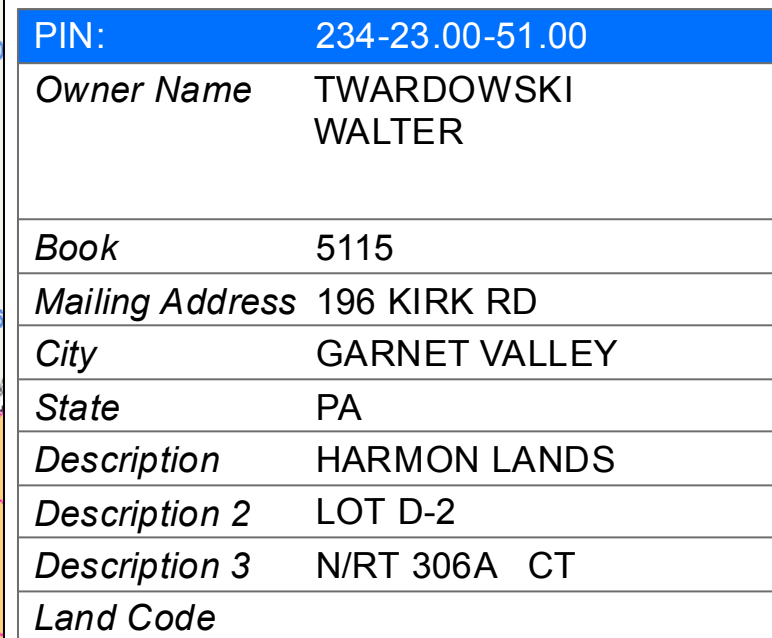 PIN: 234-23.00-51.00
Owner Name TWARDOWSKI
WALTER
Book 5115
Mailing Address 196 KIRK RD
City GARNET VALLEY
State PA
Description HARMON LANDS
Description 2 LOT D-2
Description 3 N/RT 306A CT
Land Code